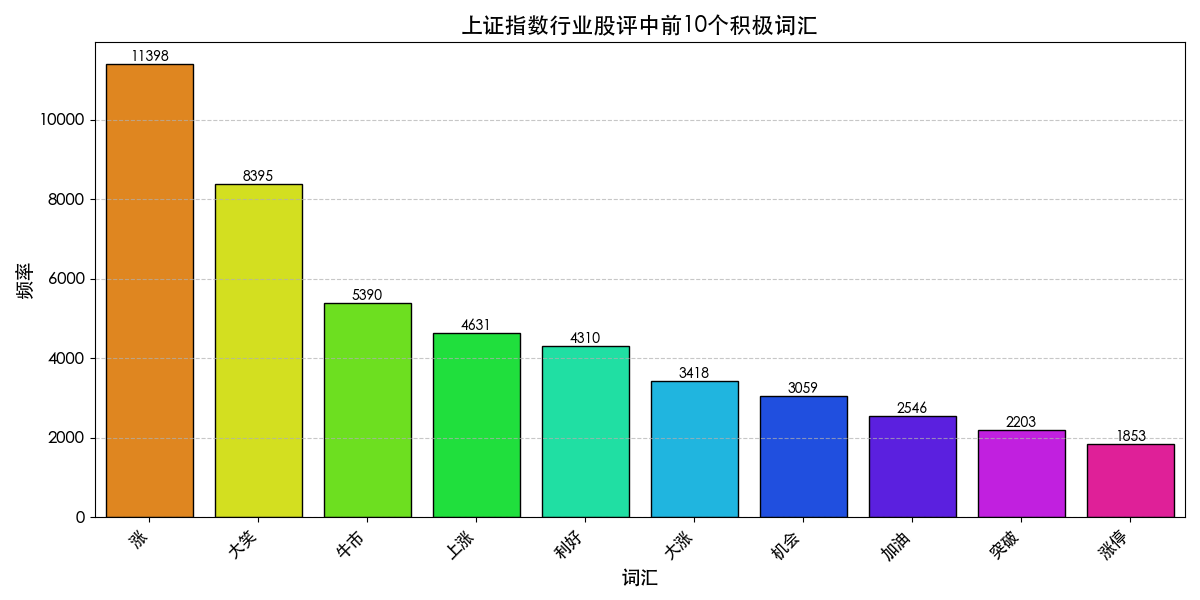 上证指数行业股评中前10个积极词汇
频率
10000
8000
6000
4000
2000
0
11398
8395
5390
4631
4310
3418
3059
2546
2203
1853
涨
大笑
牛市
上涨
利好
大涨
机会
加油
突破
涨停
词汇